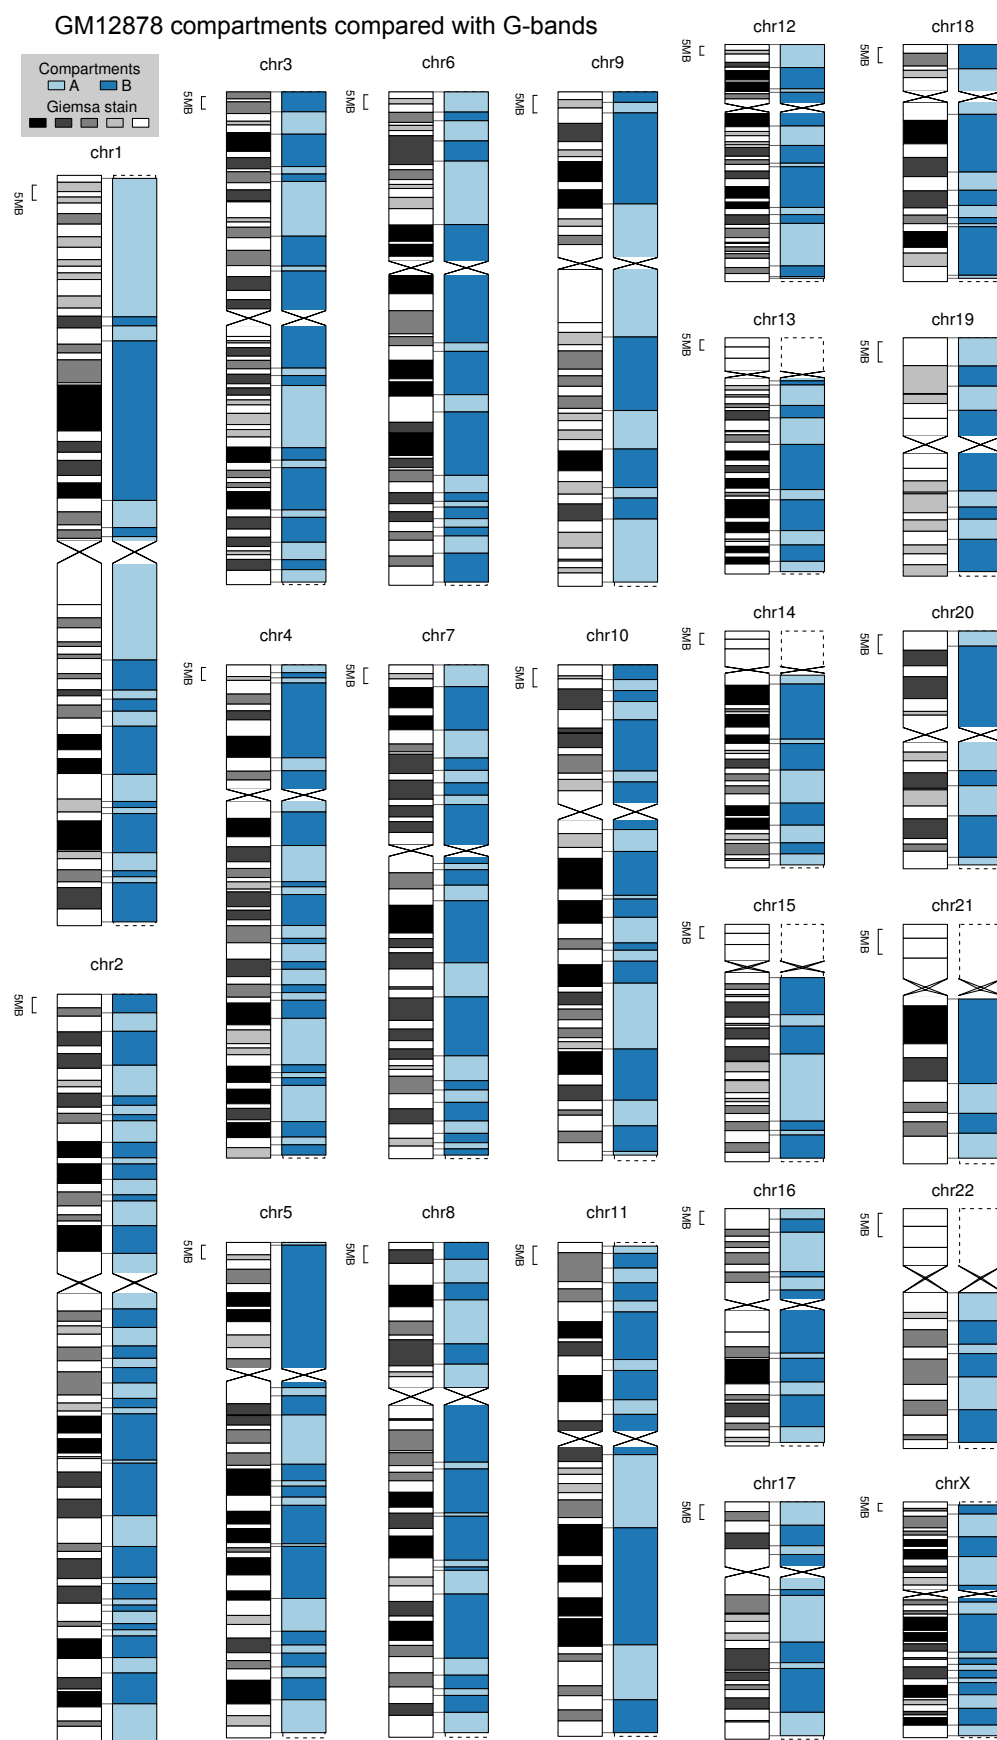 GM12878 compartments compared with G-bands
Compartments
A B
Giemsa stain
chr1
5MB
chr2
5MB
chr3
5MB
chr4
5MB
chr5
5MB
chr6
5MB
chr7
5MB
chr8
5MB
chr9
5MB
chr10
5MB
chr11
5MB
chr12
5MB
chr13
5MB
chr14
5MB
chr15
5MB
chr16
5MB
chr17
5MB
chr18
5MB
chr19
5MB
chr20
5MB
chr21
5MB
chr22
5MB
chrX
5MB